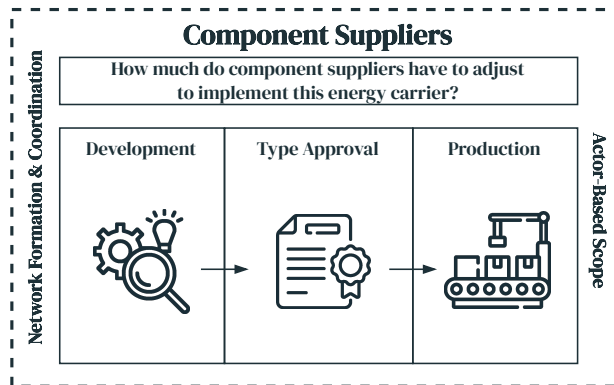 Component Suppliers
How much do component suppliers have to adjust
to implement this energy carrier?
Network Formation & Coordination
Development
Type Approval
Production
Actor-Based Scope